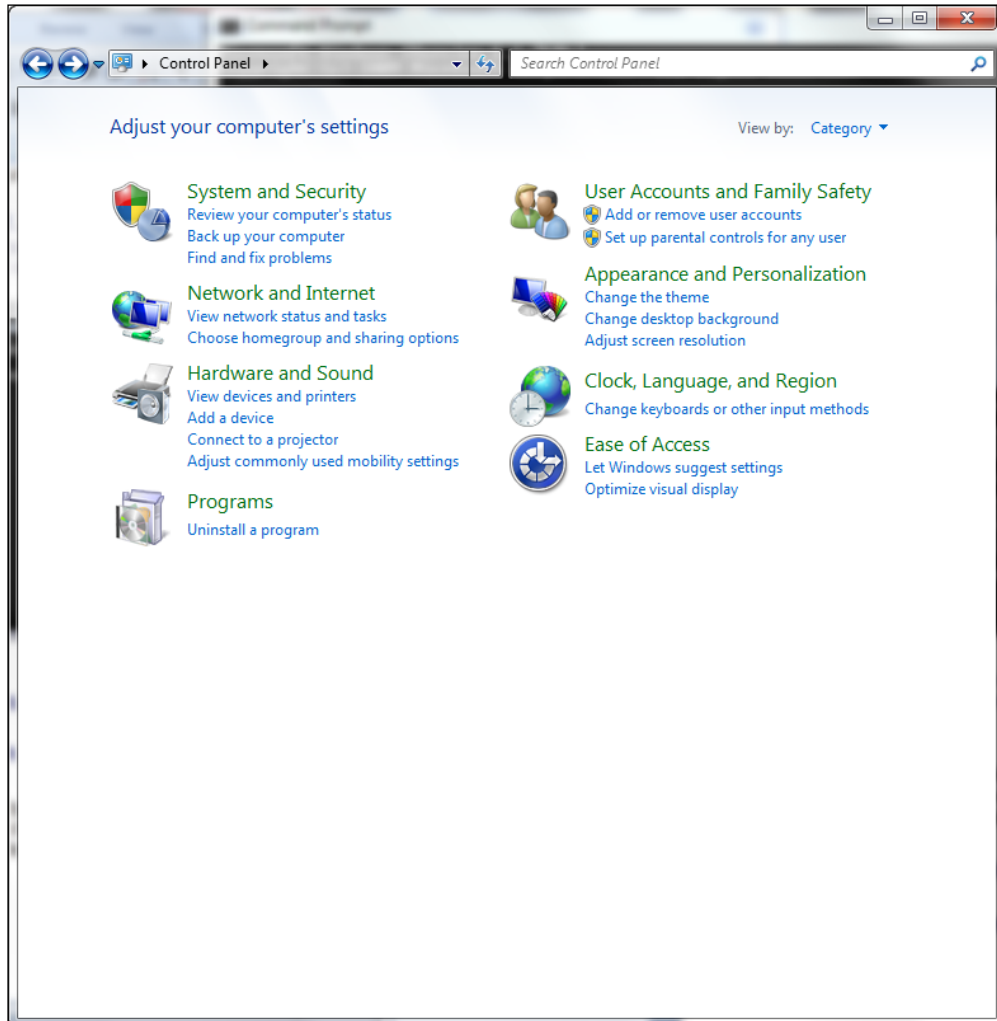 Command Prompt
Control Panel
Search Control Panel
Adjust your computer's settings
View by: Category
System and Security
Review your computer's status
Back up your computer
Find and fix problems
Network and Internet
View network status and tasks
Choose homegroup and sharing options
Hardware and Sound
View devices and printers
Add a device
Connect to a projector
Adjust commonly used mobility settings
Programs
Uninstall a program
User Accounts and Family Safety
Add or remove user accounts
Set up parental controls for any user
Appearance and Personalization
Change the theme
Change desktop background
Adjust screen resolution
Clock, Language, and Region
Change keyboards or other input methods
Ease of Access
Let Windows suggest settings
Optimize visual display